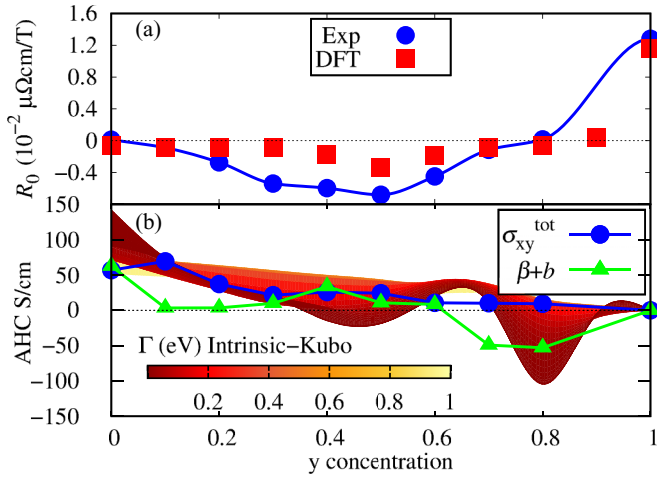 (a)
Exp
DFT
R₀ (10⁻² μΩcm/T)
1.6
1.2
0.8
0.4
0
−0.4
(b)
σxyᵗᵒᵗ
β+b
AHC S/cm
150
100
50
0
−50
−100
−150
Γ (eV) Intrinsic−Kubo
0.2 0.4 0.6 0.8 1
0 0.2 0.4 0.6 0.8 1
y concentration